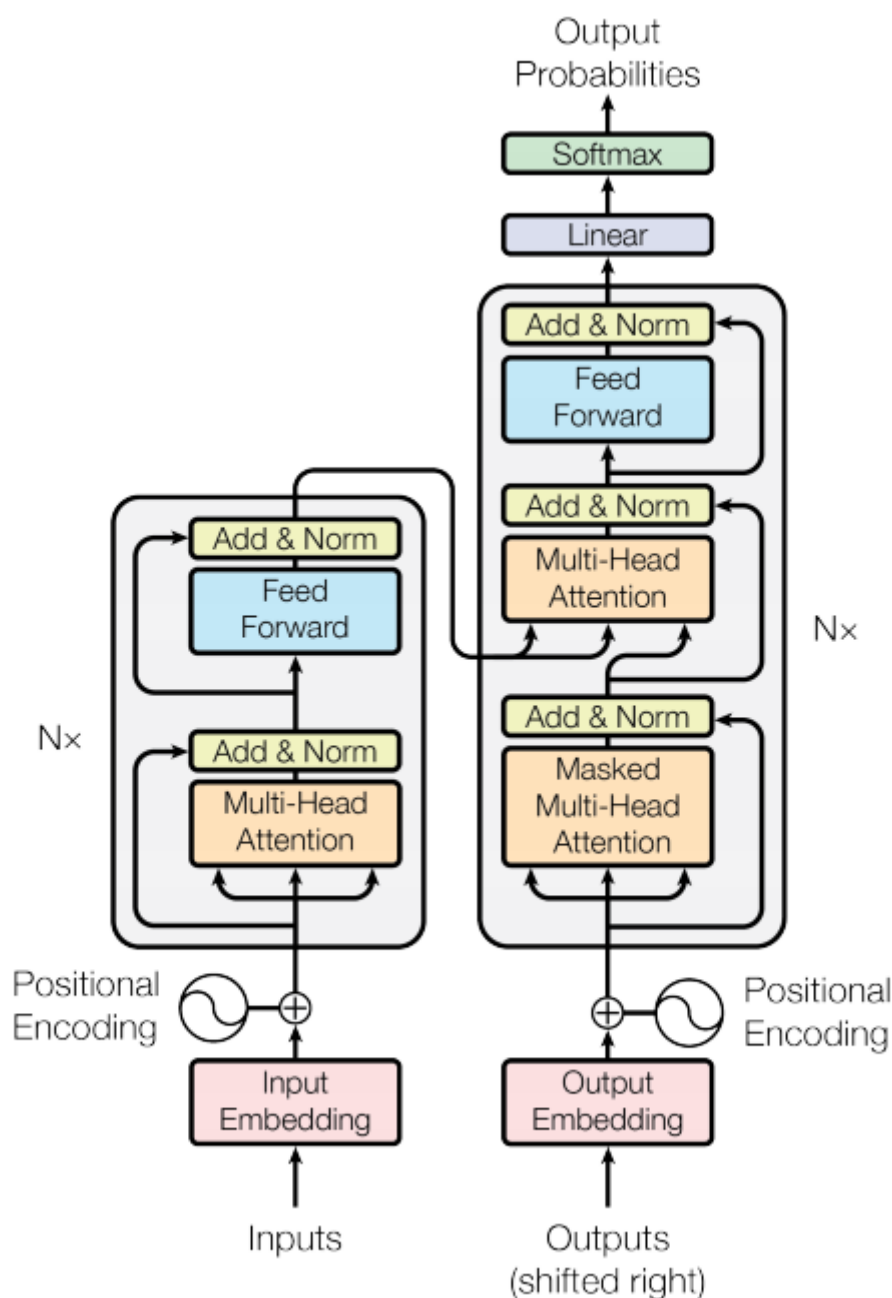 Output
Probabilities
Softmax
Linear
Add & Norm
Feed
Forward
Add & Norm
Multi-Head
Attention
Add & Norm
Masked
Multi-Head
Attention
N×
Add & Norm
Feed
Forward
Add & Norm
Multi-Head
Attention
N×
Positional
Encoding
Positional
Encoding
Input
Embedding
Output
Embedding
Inputs
Outputs
(shifted right)